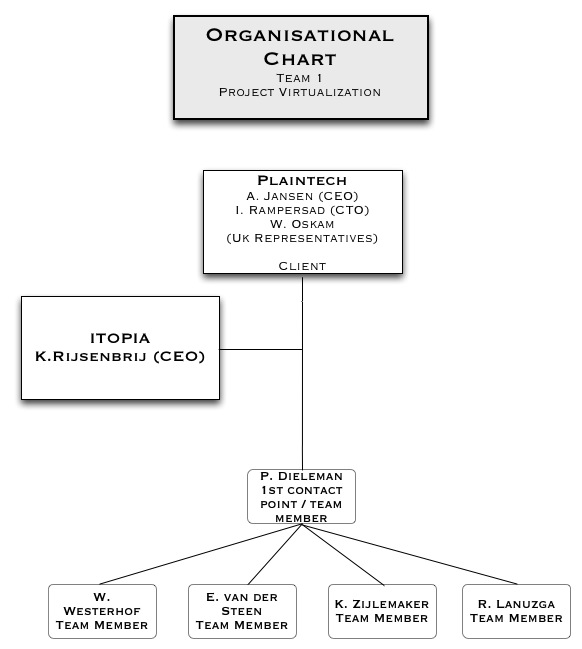 Organisational
Chart
Team 1
Project Virtualization
Plaintech
A. Jansen (CEO)
I. Rampersad (CTO)
W. Oskam
(Uk Representatives)
Client
ITOPIA
K.Rijsenbrij (CEO)
P. Dieleman
1st contact
point / team
member
W.
Westerhof
Team Member
E. van der
Steen
Team Member
K. Zijlemaker
Team Member
R. Lanuzga
Team Member